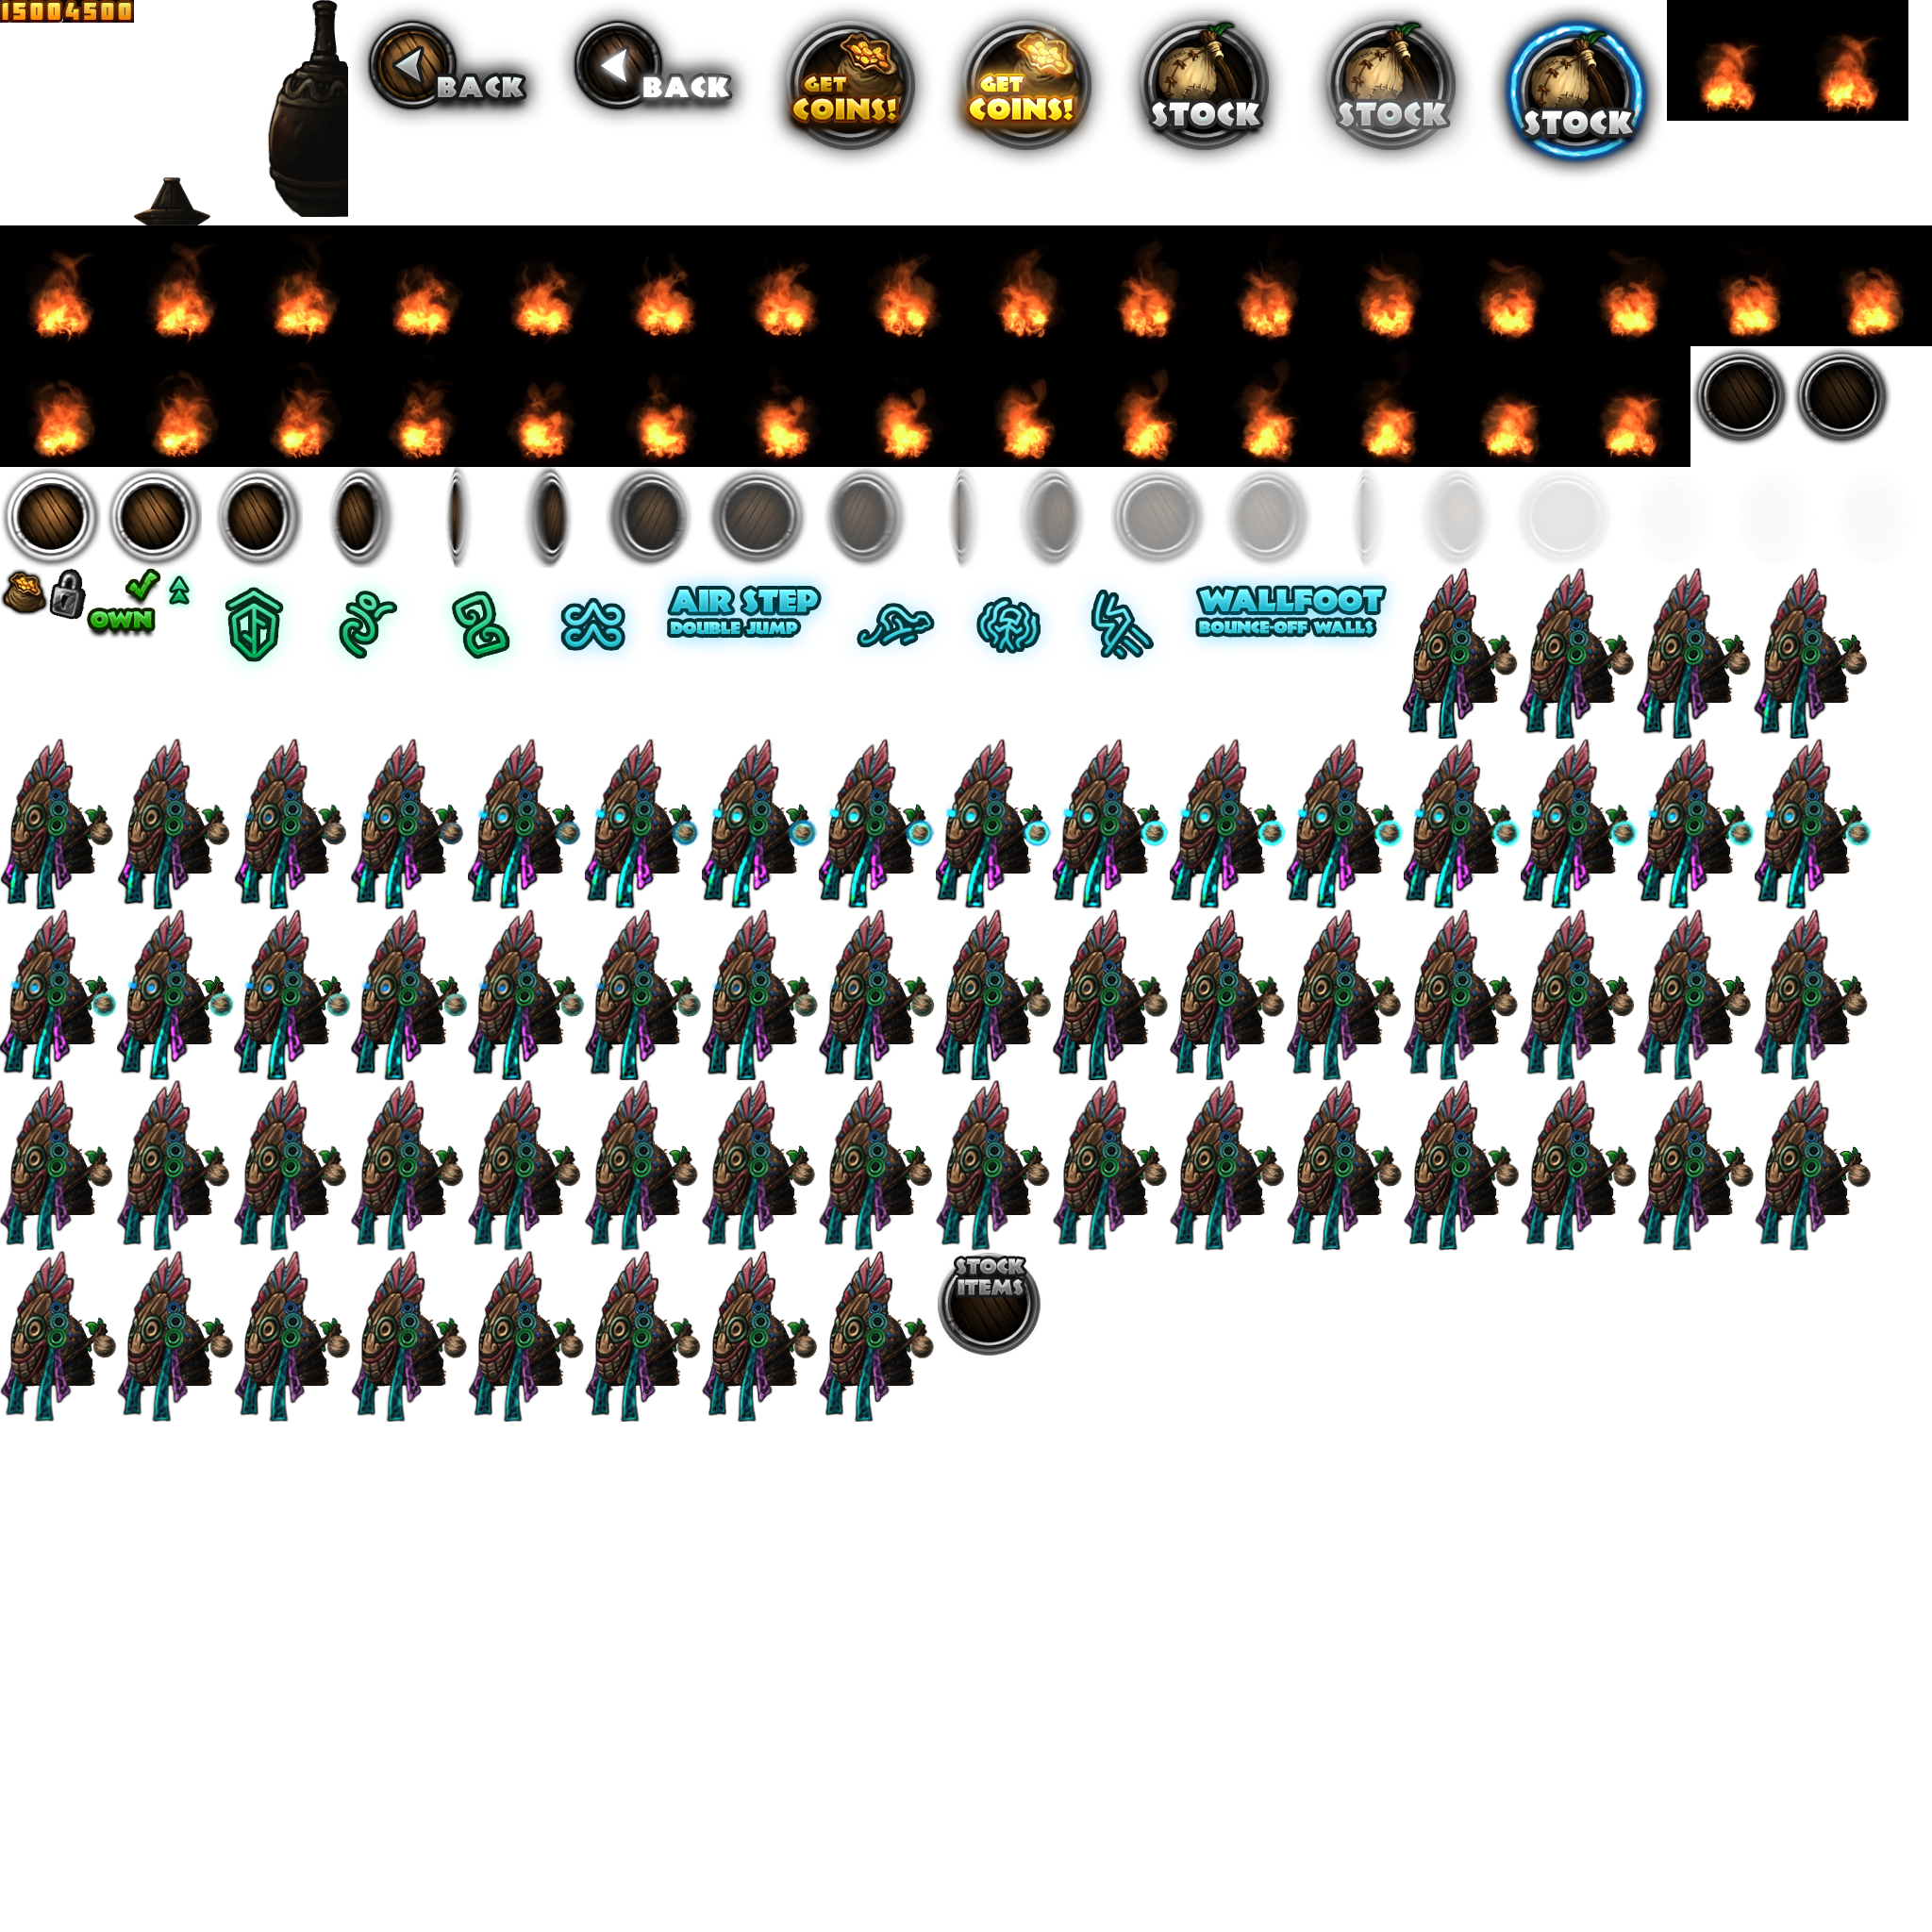 15004500
BACK
BACK
GET
COINS!
GET
COINS!
STOCK
STOCK
STOCK
OWN
AIR STEP
DOUBLE JUMP
WALLFOOT
BOUNCE-OFF WALLS
STOCK
ITEMS